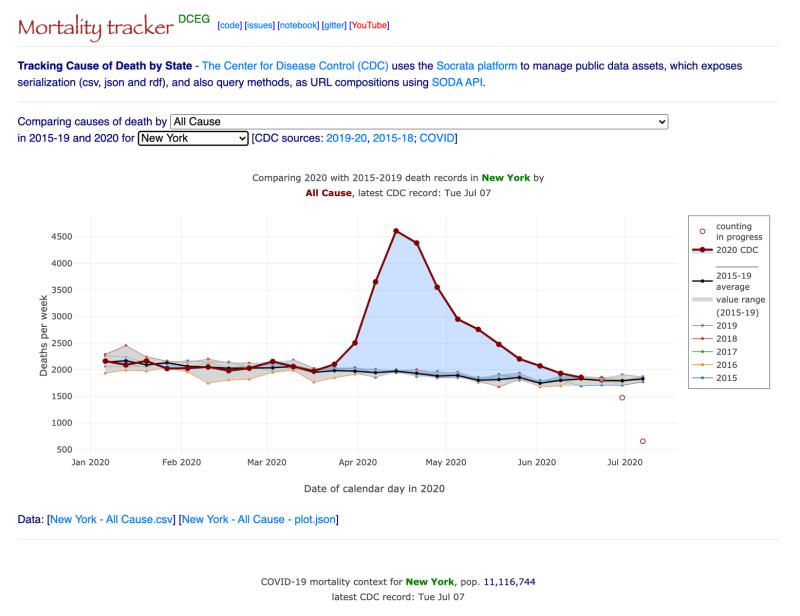 Mortality tracker DCEG [code] [issues] [notebook] [gitter] [YouTube]
Tracking Cause of Death by State - The Center for Disease Control (CDC) uses the Socrata platform to manage public data assets, which exposes
serialization (csv, json and rdf), and also query methods, as URL compositions using SODA API.
Comparing causes of death by All Cause
in 2015-19 and 2020 for New York [CDC sources: 2019-20, 2015-18; COVID]
Comparing 2020 with 2015-2019 death records in New York by
All Cause, latest CDC record: Tue Jul 07
4500
4000
3500
3000
2500
2000
1500
1000
500
Deaths per week
Jan 2020 Feb 2020 Mar 2020 Apr 2020 May 2020 Jun 2020 Jul 2020
Date of calendar day in 2020
counting
in progress
2020 CDC
2015-19
average
value range
(2015-19)
2019
2018
2017
2016
2015
Data: [New York - All Cause.csv] [New York - All Cause - plot.json]
COVID-19 mortality context for New York, pop. 11,116,744
latest CDC record: Tue Jul 07